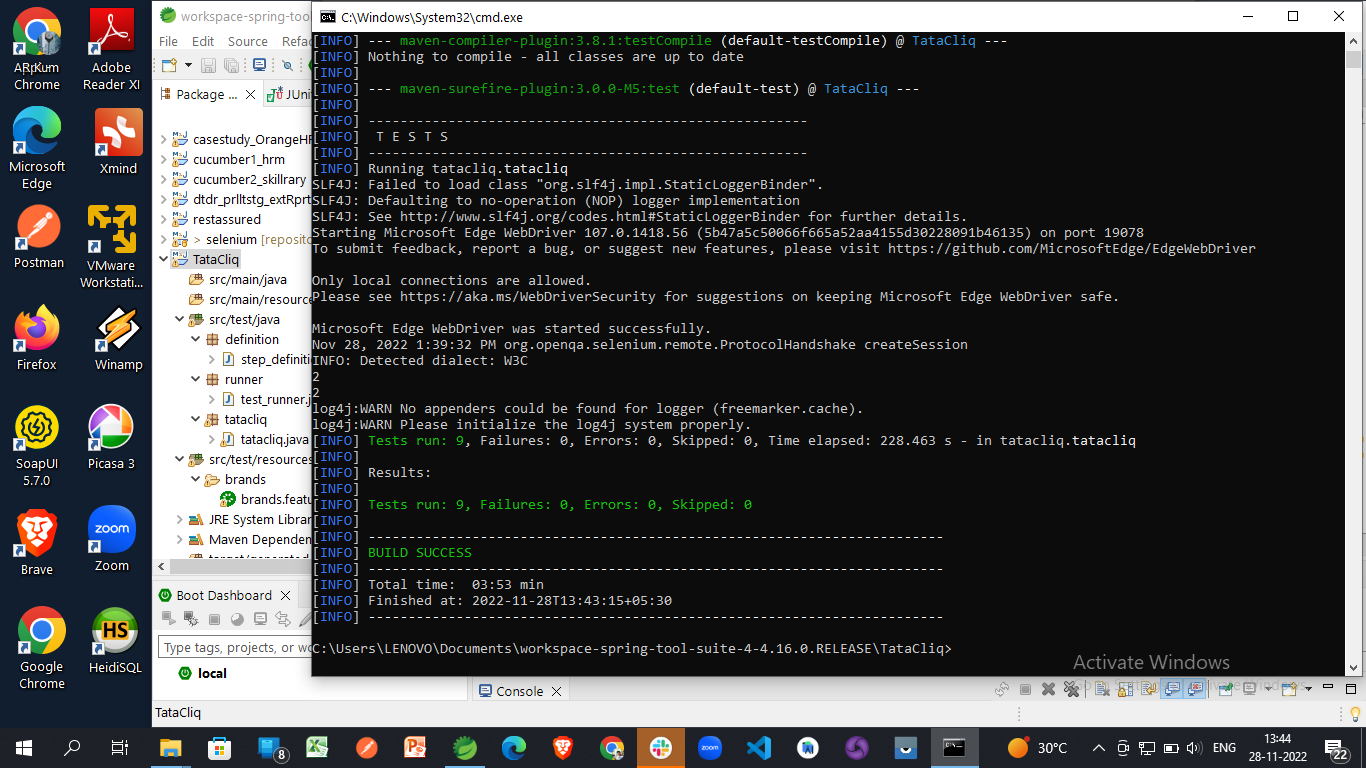 ARpKum
Chrome
Adobe
Reader XI
Microsoft
Edge
Xmind
Postman
VMware
Workstati...
Firefox
Winamp
SoapUI
5.7.0
Picasa 3
Brave
zoom
Zoom
Google
Chrome
HS
HeidiSQL
workspace-spring-tool
File Edit Source Refa
Package ... JUni
casestudy_OrangeHR
cucumber1_hrm
cucumber2_skillrary
dtdr_prlltstg_extRprt
restassured
> selenium [reposito
TataCliq
src/main/java
src/main/resource
src/test/java
definition
step_definiti
runner
test_runner.j
tatacliq
tatacliq.java
src/test/resources
brands
brands.featu
JRE System Librar
Maven Dependen
target/generated
Boot Dashboard
Type tags, projects, or wo
local
C:\Windows\System32\cmd.exe
[INFO] --- maven-compiler-plugin:3.8.1:testCompile (default-testCompile) @ TataCliq ---
[INFO] Nothing to compile - all classes are up to date
[INFO]
[INFO] --- maven-surefire-plugin:3.0.0-M5:test (default-test) @ TataCliq ---
[INFO]
[INFO] -------------------------------------------------------
[INFO]  T E S T S
[INFO] -------------------------------------------------------
[INFO] Running tatacliq.tatacliq
SLF4J: Failed to load class "org.slf4j.impl.StaticLoggerBinder".
SLF4J: Defaulting to no-operation (NOP) logger implementation
SLF4J: See http://www.slf4j.org/codes.html#StaticLoggerBinder for further details.
Starting Microsoft Edge WebDriver 107.0.1418.56 (5b47a5c50066f665a52aa4155d30228091b46135) on port 19078
To submit feedback, report a bug, or suggest new features, please visit https://github.com/MicrosoftEdge/EdgeWebDriver
Only local connections are allowed.
Please see https://aka.ms/WebDriverSecurity for suggestions on keeping Microsoft Edge WebDriver safe.
Microsoft Edge WebDriver was started successfully.
Nov 28, 2022 1:39:32 PM org.openqa.selenium.remote.ProtocolHandshake createSession
INFO: Detected dialect: W3C
2
2
log4j:WARN No appenders could be found for logger (freemarker.cache).
log4j:WARN Please initialize the log4j system properly.
[INFO] Tests run: 9, Failures: 0, Errors: 0, Skipped: 0, Time elapsed: 228.463 s - in tatacliq.tatacliq
[INFO]
[INFO] Results:
[INFO]
[INFO] Tests run: 9, Failures: 0, Errors: 0, Skipped: 0
[INFO]
[INFO] ------------------------------------------------------------------------
[INFO] BUILD SUCCESS
[INFO] ------------------------------------------------------------------------
[INFO] Total time:  03:53 min
[INFO] Finished at: 2022-11-28T13:43:15+05:30
[INFO] ------------------------------------------------------------------------
C:\Users\LENOVO\Documents\workspace-spring-tool-suite-4-4.16.0.RELEASE\TataCliq>
Activate Windows
Console
TataCliq
8
zoom
30°C
ENG
13:44
28-11-2022
22